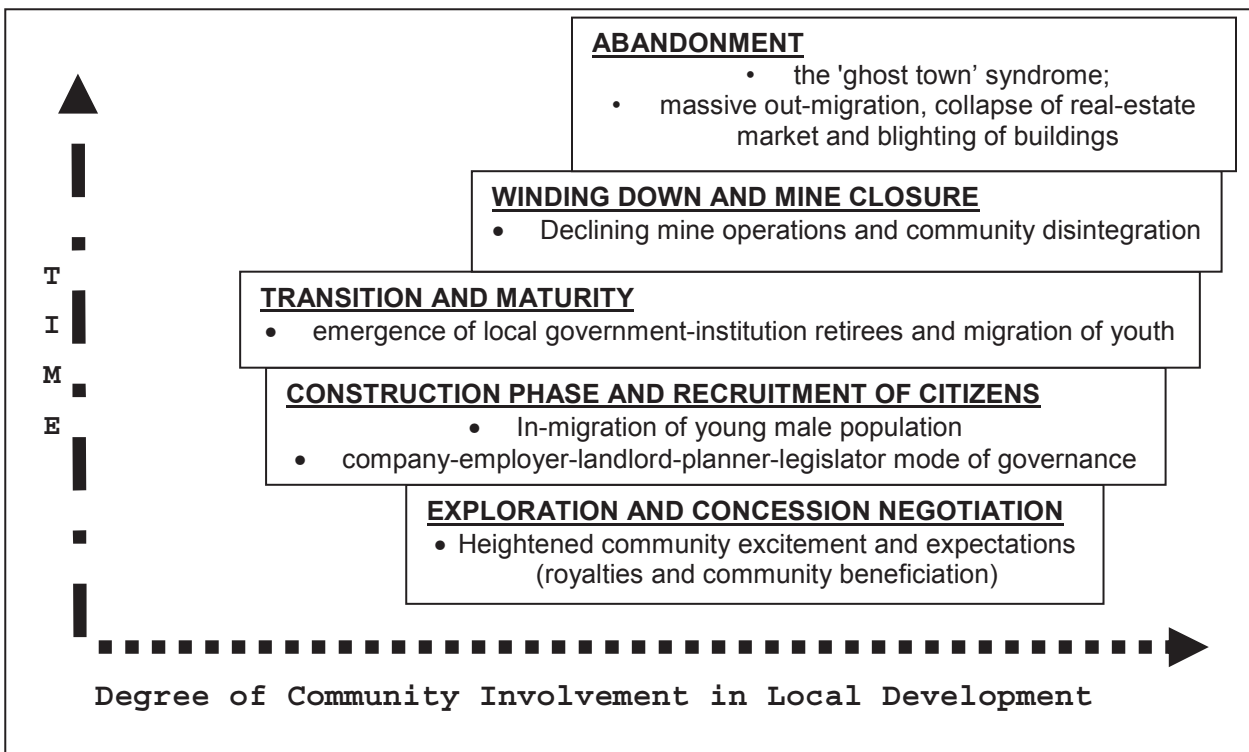 ABANDONMENT
• the 'ghost town’ syndrome;
• massive out-migration, collapse of real-estate
market and blighting of buildings
WINDING DOWN AND MINE CLOSURE
• Declining mine operations and community disintegration
TRANSITION AND MATURITY
• emergence of local government-institution retirees and migration of youth
CONSTRUCTION PHASE AND RECRUITMENT OF CITIZENS
• In-migration of young male population
• company-employer-landlord-planner-legislator mode of governance
EXPLORATION AND CONCESSION NEGOTIATION
• Heightened community excitement and expectations
(royalties and community beneficiation)
T
I
M
E
Degree of Community Involvement in Local Development